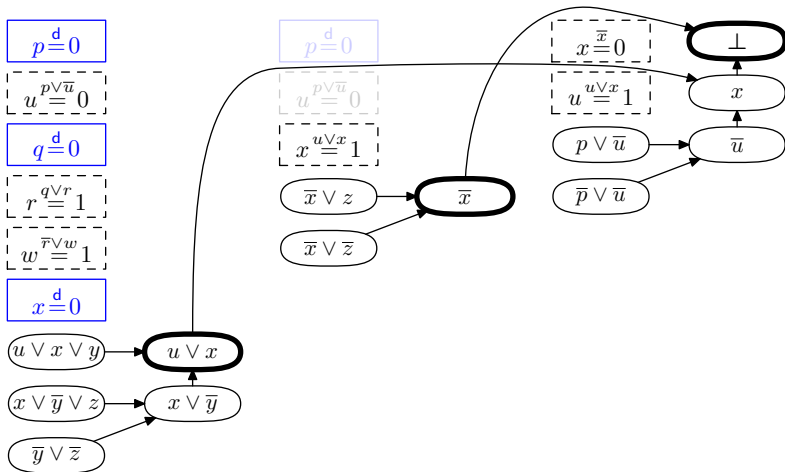 p =ᵈ 0
u =^{p∨u̅} 0
q =ᵈ 0
r =^{q∨r} 1
w =^{r̅∨w} 1
x =ᵈ 0
u ∨ x ∨ y
u ∨ x
x ∨ y̅ ∨ z
x ∨ y̅
y̅ ∨ z̅
p =ᵈ 0
u =^{p∨u̅} 0
x =^{u∨x} 1
x̅ ∨ z
x̅
x̅ ∨ z̅
x =^{x̅} 0
⊥
u =^{u∨x} 1
x
p ∨ u̅
u̅
p̅ ∨ u̅